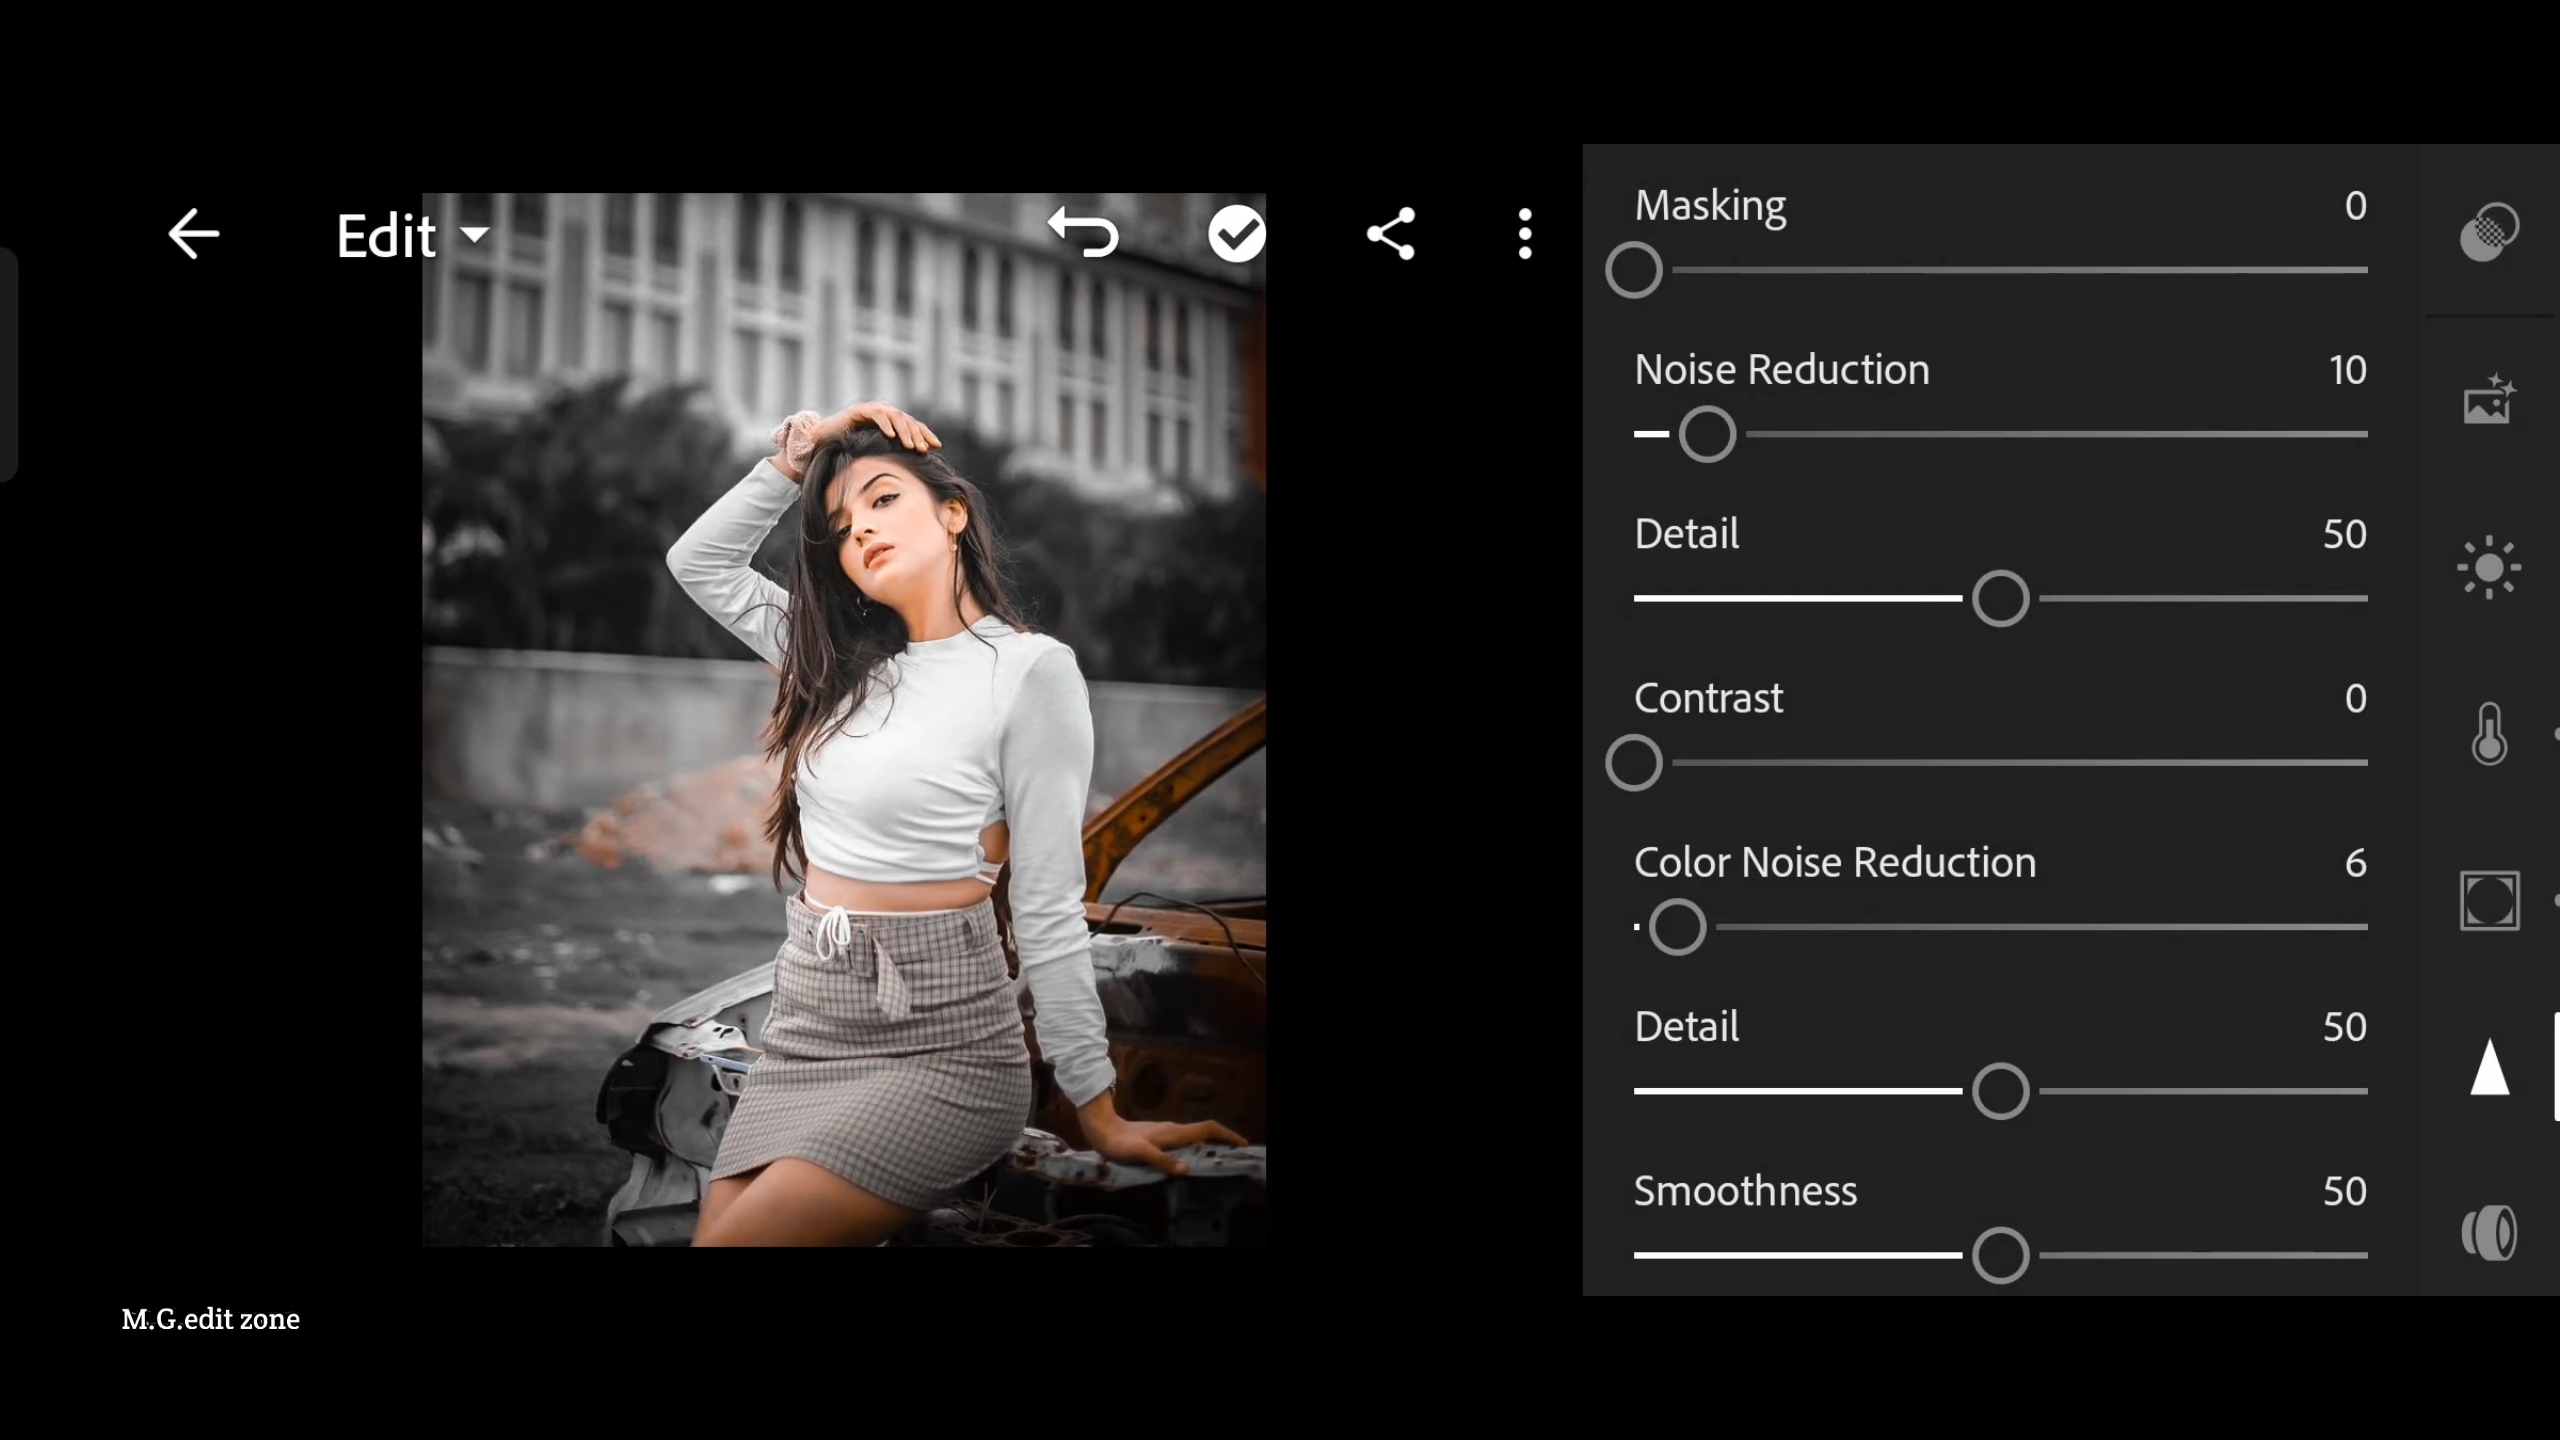 Edit
Masking 0
Noise Reduction 10
Detail 50
Contrast 0
Color Noise Reduction 6
Detail 50
Smoothness 50
M.G.edit zone